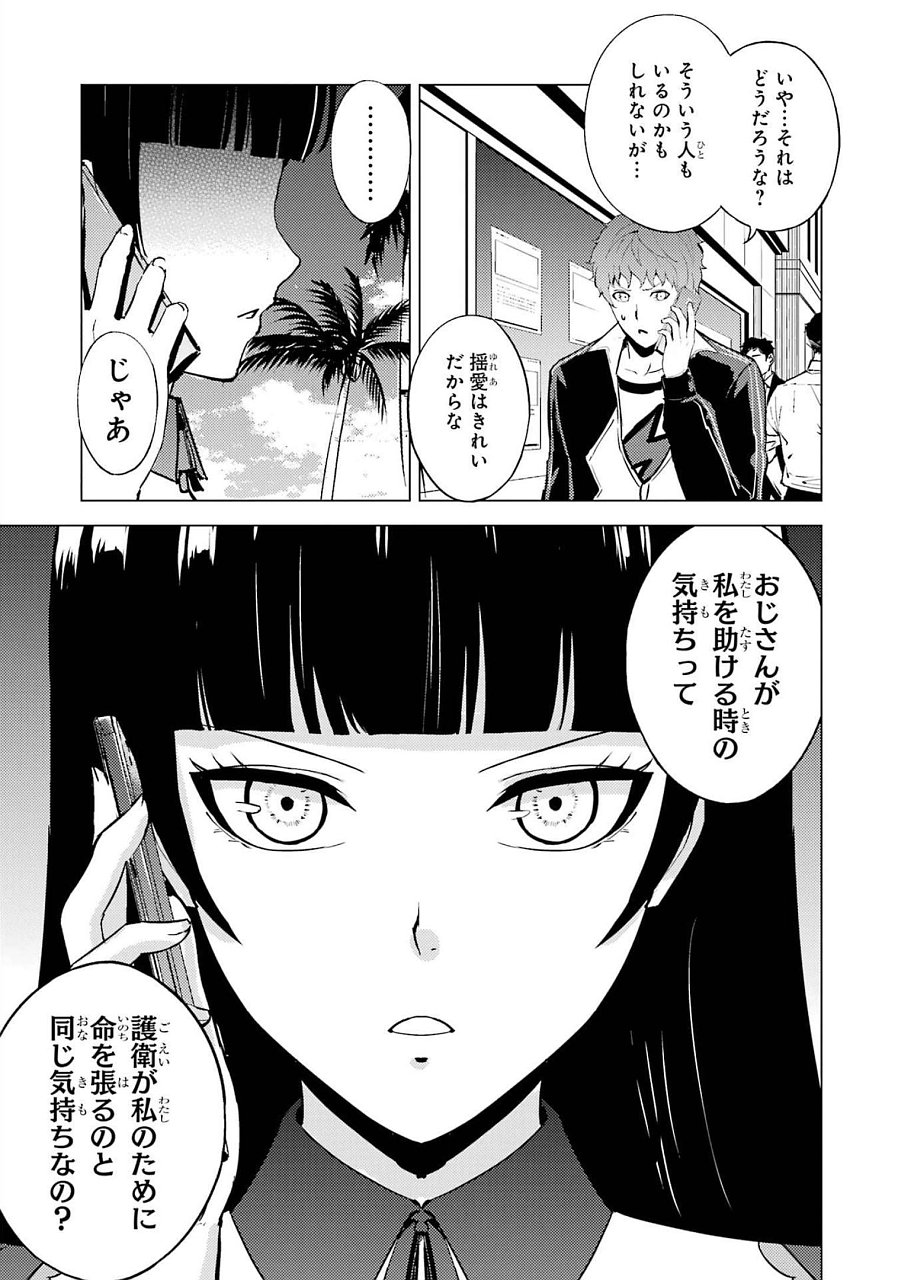 いや…それは
どうだろうな？
そういう人も
いるのかも
しれないが…
揺愛はきれい
だからな
………
じゃあ
おじさんが
私を助ける時の
気持ちって
護衛が私のために
命を張るのと
同じ気持ちなの？